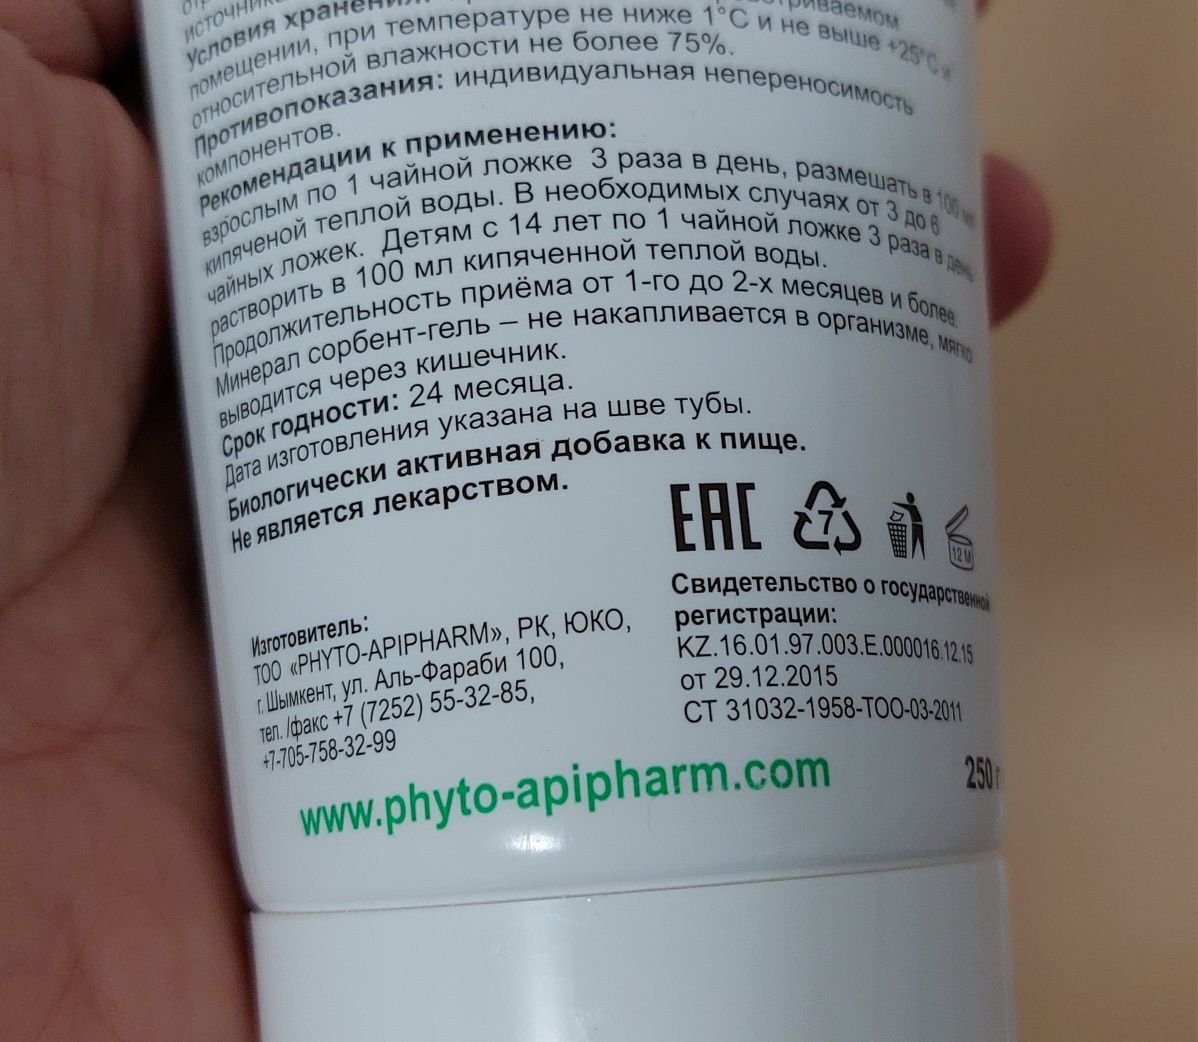 Условия хранения:
помещении, при температуре не ниже 1°С и не выше +25°С и
относительной влажности не более 75%.
Противопоказания: индивидуальная непереносимость
компонентов.
Рекомендации к применению:
взрослым по 1 чайной ложке 3 раза в день, размешать в 100 мл
кипяченой теплой воды. В необходимых случаях от 3 до 6
чайных ложек. Детям с 14 лет по 1 чайной ложке 3 раза в день
растворить в 100 мл кипяченной теплой воды.
Продолжительность приёма от 1-го до 2-х месяцев и более.
Минерал сорбент-гель – не накапливается в организме, мягко
выводится через кишечник.
Срок годности: 24 месяца.
Дата изготовления указана на шве тубы.
Биологически активная добавка к пище.
Не является лекарством.
EAC
7
12 M
Изготовитель:
ТОО «PHYTO-APIPHARM», РК, ЮКО,
г. Шымкент, ул. Аль-Фараби 100,
тел. /факс +7 (7252) 55-32-85,
+7-705-758-32-99
Свидетельство о государственной
регистрации:
KZ.16.01.97.003.E.000016.12.15
от 29.12.2015
СТ 31032-1958-ТОО-03-2011
www.phyto-apipharm.com
250 г